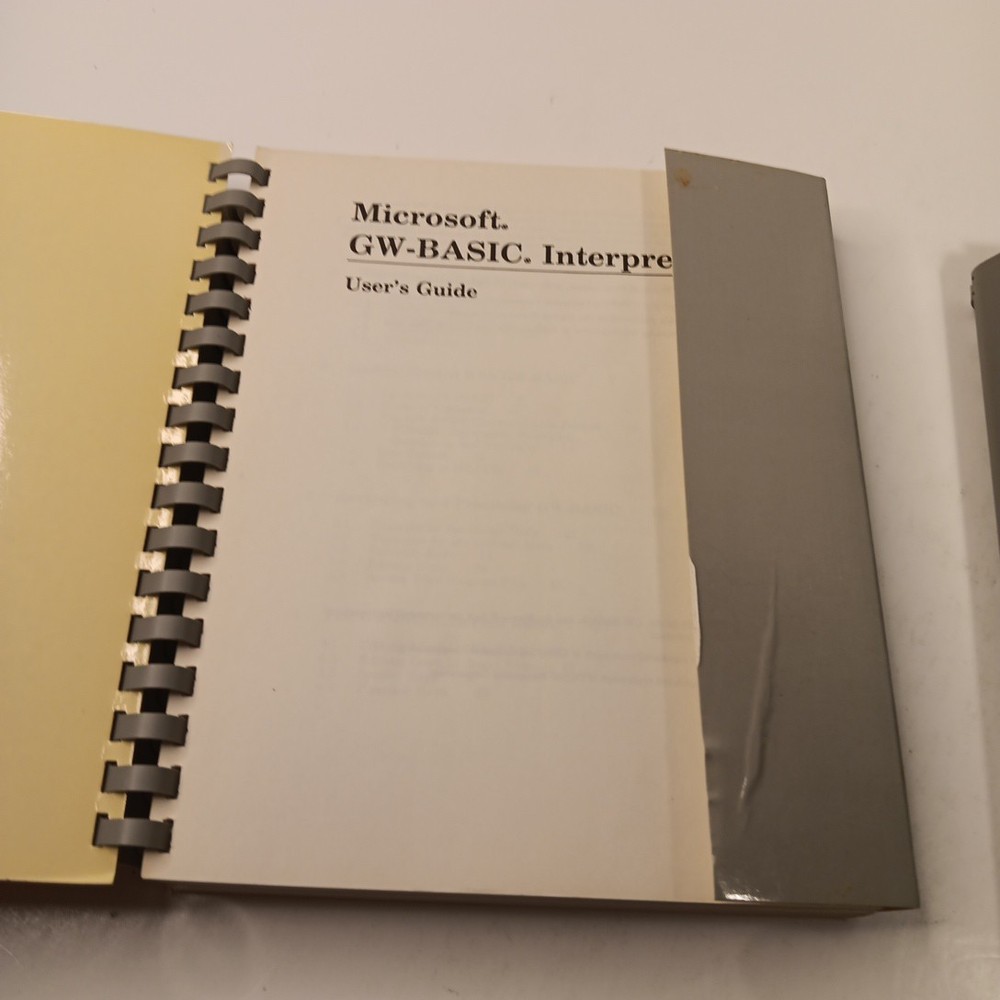 Microsoft.
GW-BASIC. Interpre
User's Guide